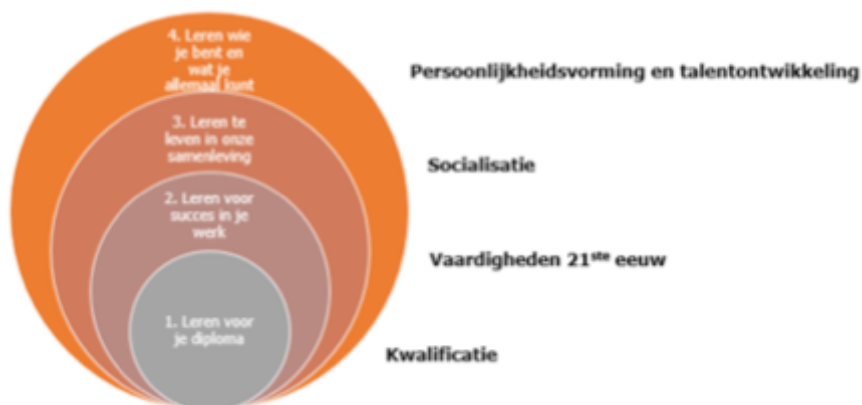 4. Leren wie
je bent en
wat je
allemaal kunt
Persoonlijkheidsvorming en talentontwikkeling
3. Leren te
leven in onze
samenleving
Socialisatie
2. Leren voor
succes in je
werk
Vaardigheden 21ste eeuw
1. Leren voor
je diploma
Kwalificatie